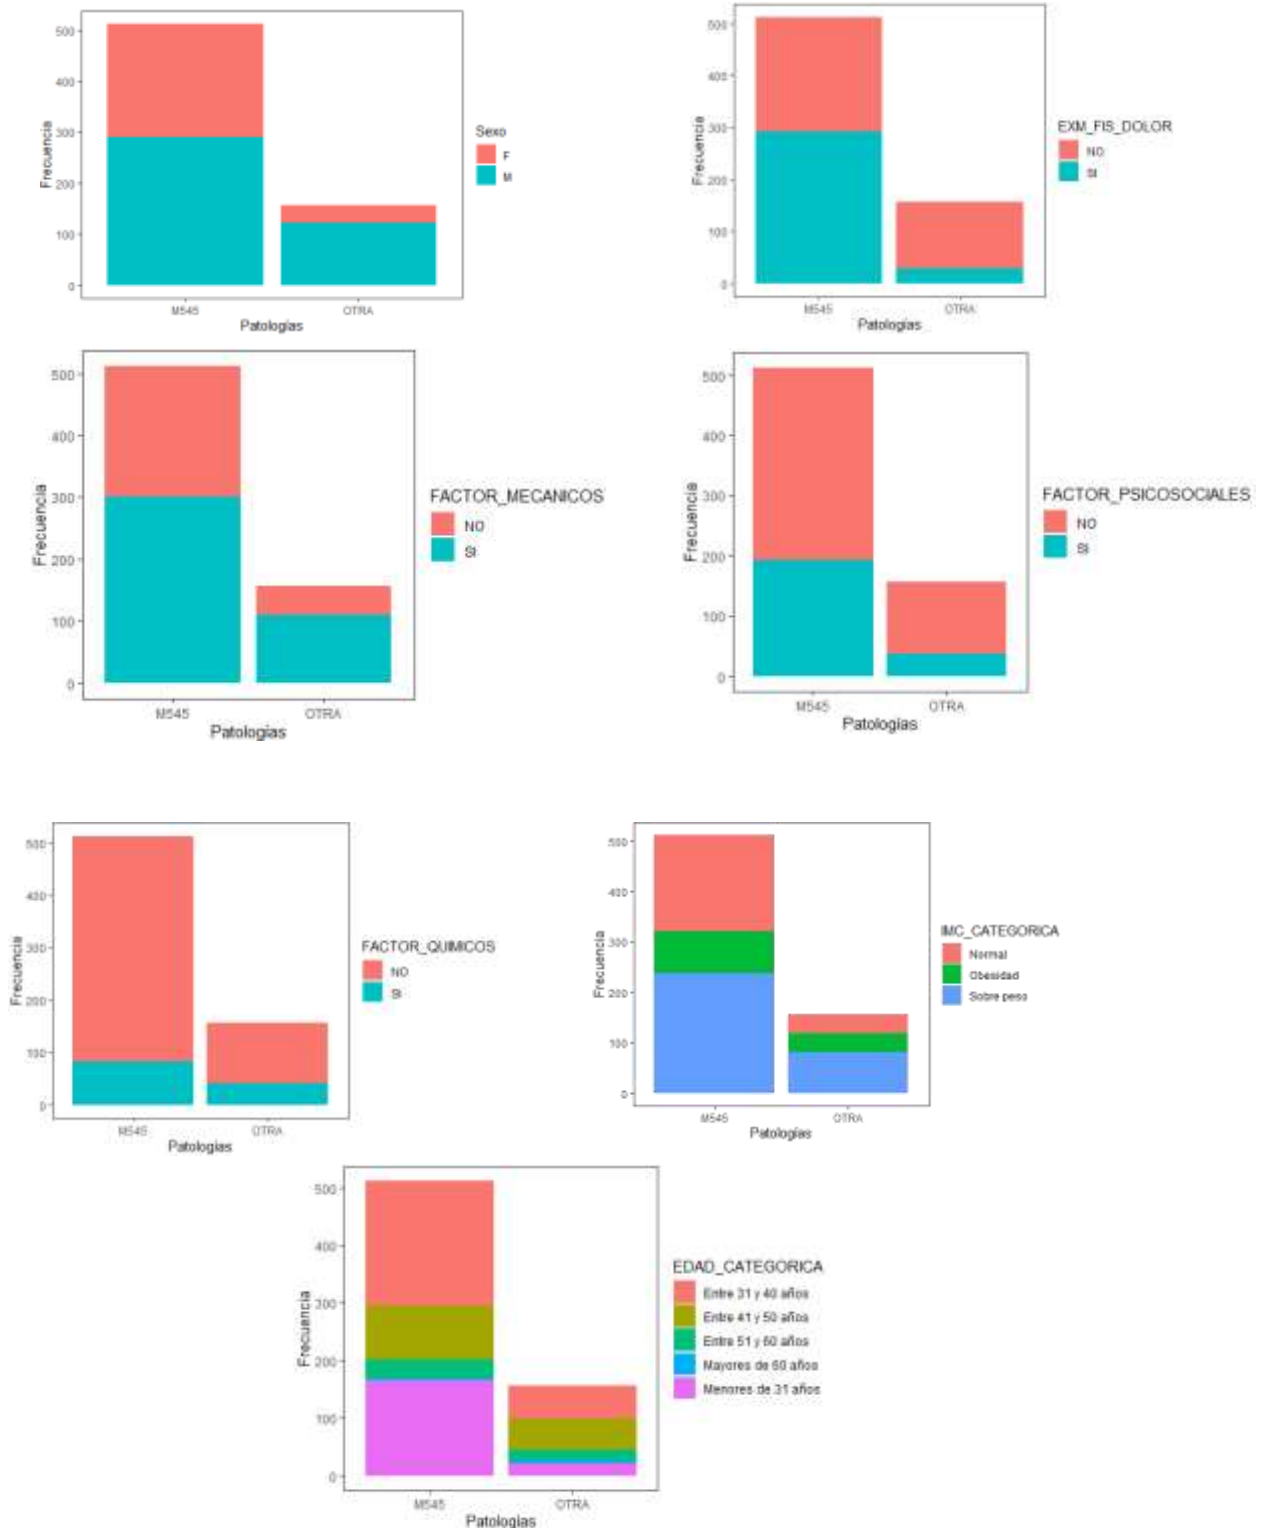 500
400
300
200
100
0
Frecuencia
M545 OTRA
Patologías
Sexo
F
M
500
400
300
200
100
0
Frecuencia
M545 OTRA
Patologías
EXM_FIS_DOLOR
NO
SI
500
400
300
200
100
0
Frecuencia
M545 OTRA
Patologías
FACTOR_MECANICOS
NO
SI
500
400
300
200
100
0
Frecuencia
M545 OTRA
Patologías
FACTOR_PSICOSOCIALES
NO
SI
500
400
300
200
100
0
Frecuencia
M545 OTRA
Patologías
FACTOR_QUIMICOS
NO
SI
500
400
300
200
100
0
Frecuencia
M545 OTRA
Patologías
IMC_CATEGORICA
Normal
Obesidad
Sobre peso
500
400
300
200
100
0
Frecuencia
M545 OTRA
Patologías
EDAD_CATEGORICA
Entre 31 y 40 años
Entre 41 y 50 años
Entre 51 y 60 años
Mayores de 60 años
Menores de 31 años